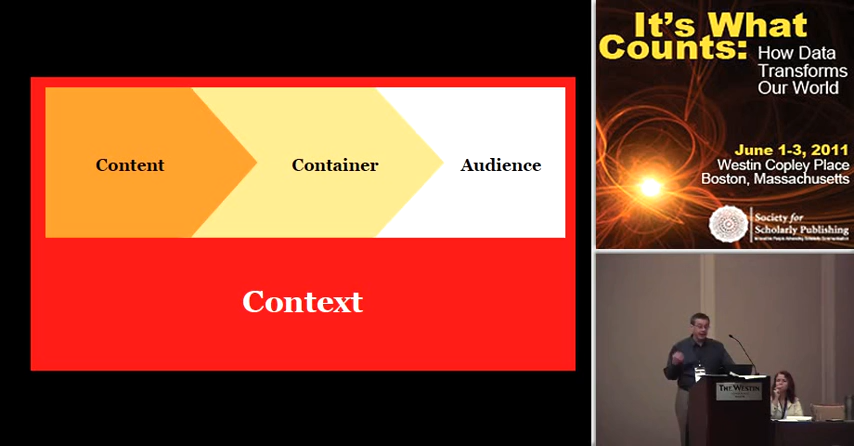 Content
Container
Audience
Context
It's What
Counts:
How Data
Transforms
Our World
June 1-3, 2011
Westin Copley Place
Boston, Massachusetts
Society for
Scholarly Publishing
THE WESTIN